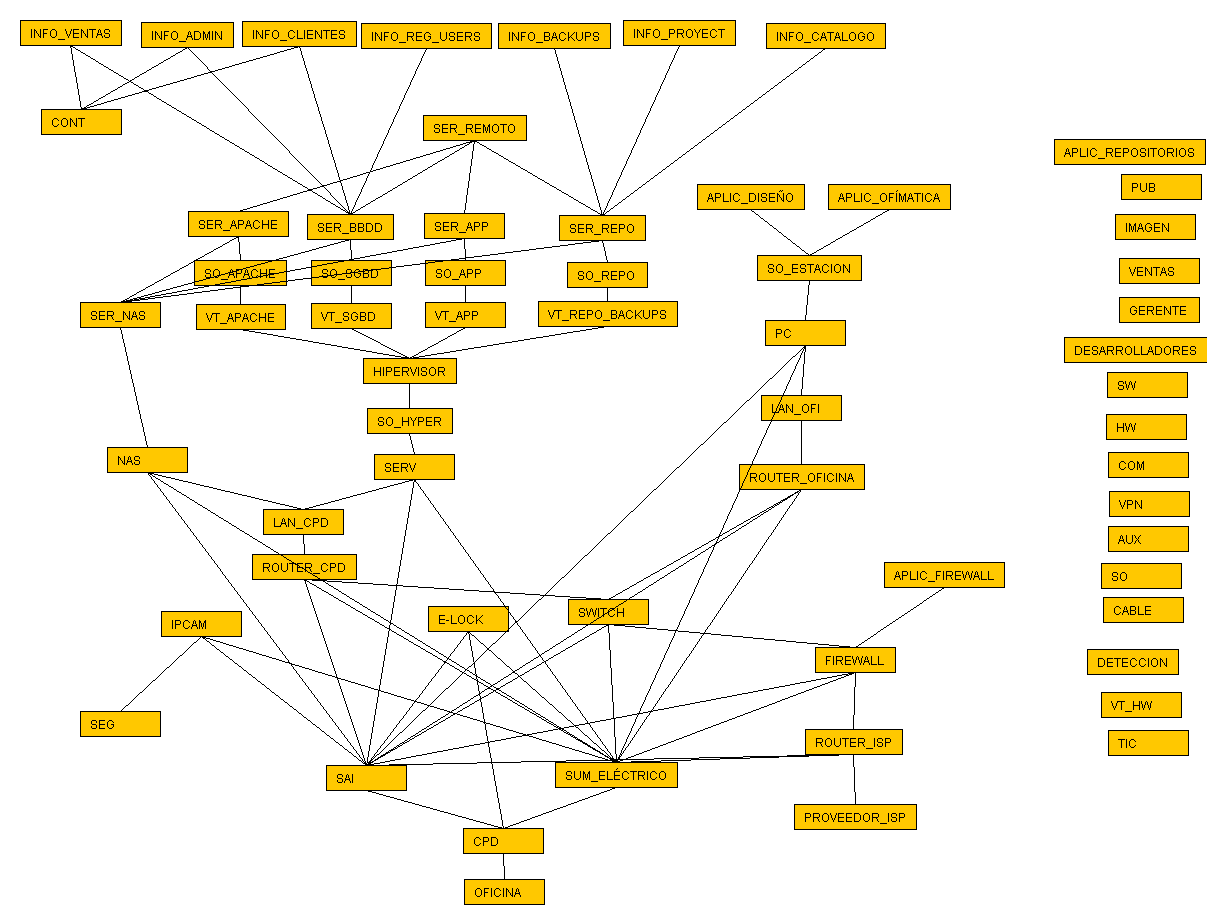 INFO_VENTAS
INFO_ADMIN
INFO_CLIENTES
INFO_REG_USERS
INFO_BACKUPS
INFO_PROYECT
INFO_CATALOGO
CONT
SER_REMOTO
APLIC_REPOSITORIOS
PUB
APLIC_DISEÑO
APLIC_OFÍMATICA
SER_APACHE
SER_BBDD
SER_APP
SER_REPO
IMAGEN
SO_APACHE
SO_SGBD
SO_APP
SO_REPO
SO_ESTACION
VENTAS
SER_NAS
VT_APACHE
VT_SGBD
VT_APP
VT_REPO_BACKUPS
GERENTE
PC
DESARROLLADORES
HIPERVISOR
SW
SO_HYPER
LAN_OFI
HW
NAS
SERV
ROUTER_OFICINA
COM
VPN
LAN_CPD
AUX
ROUTER_CPD
APLIC_FIREWALL
SO
IPCAM
E-LOCK
SWITCH
CABLE
FIREWALL
DETECCION
SEG
VT_HW
ROUTER_ISP
TIC
SAI
SUM_ELÉCTRICO
PROVEEDOR_ISP
CPD
OFICINA